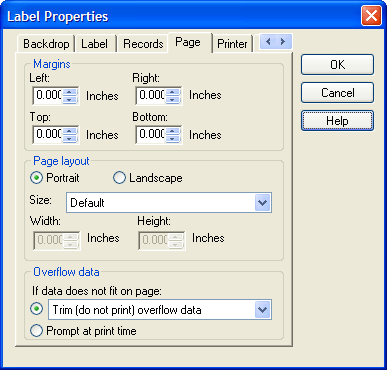 Label Properties
Backdrop Label Records Page Printer
Margins
Left: Right:
0.000 Inches 0.000 Inches
Top: Bottom:
0.000 Inches 0.000 Inches
Page layout
Portrait Landscape
Size: Default
Width: Height:
0.000 Inches 0.000 Inches
Overflow data
If data does not fit on page:
Trim (do not print) overflow data
Prompt at print time
OK
Cancel
Help